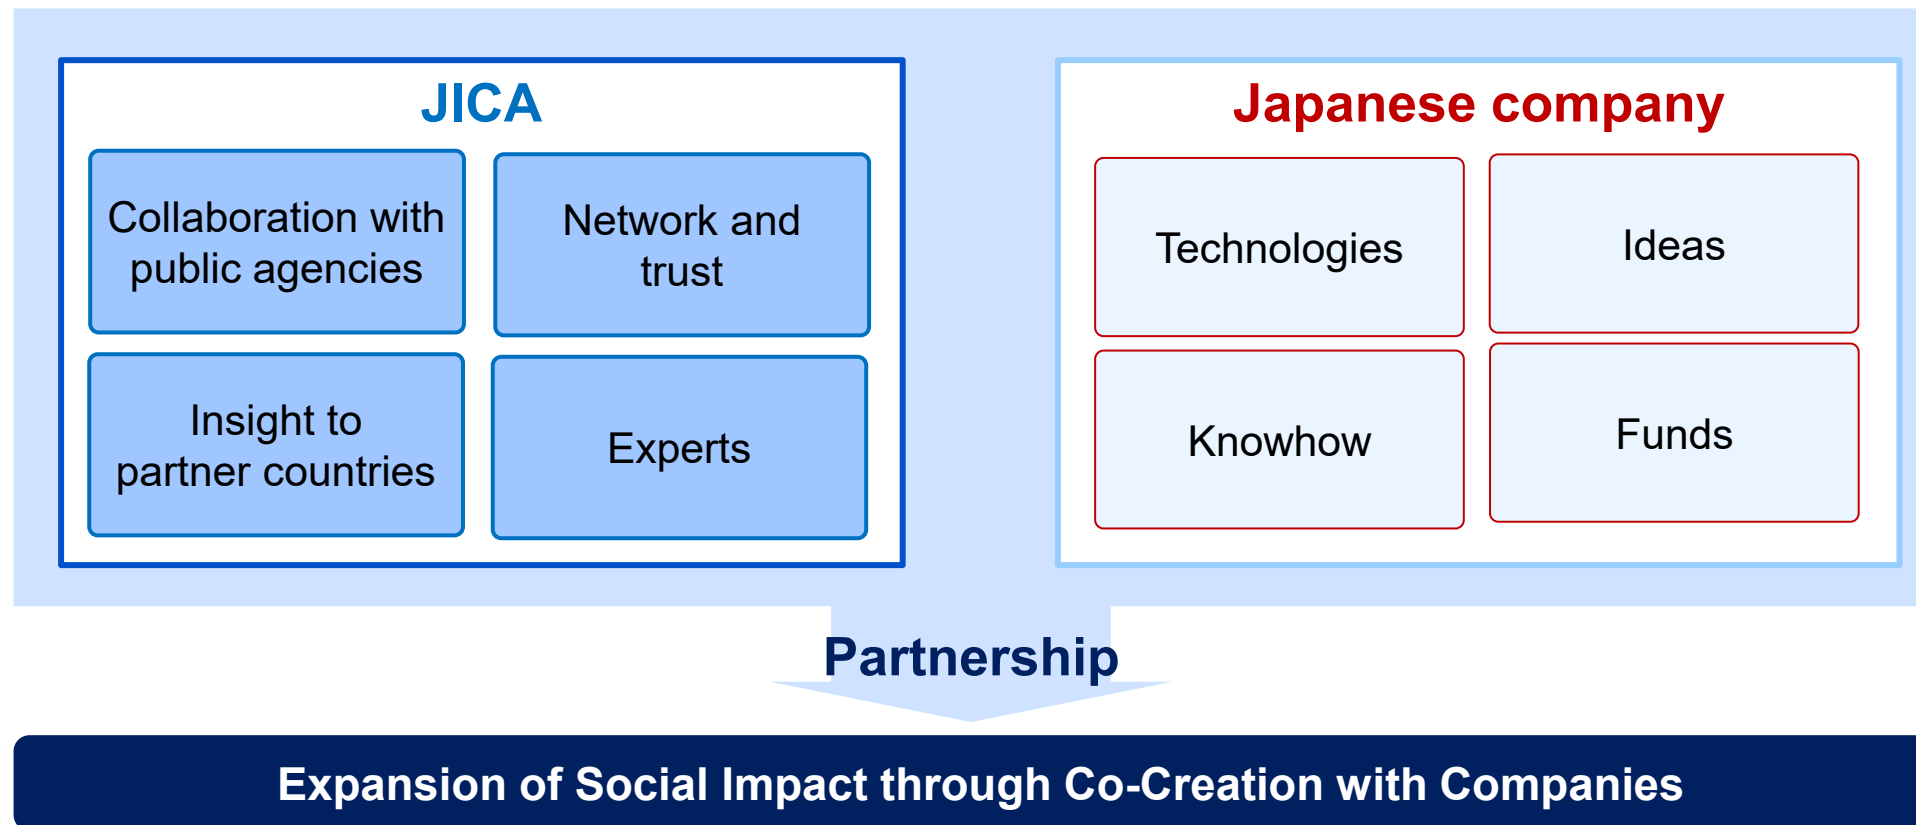 JICA
Collaboration with
public agencies
Network and
trust
Insight to
partner countries
Experts
Japanese company
Technologies
Ideas
Knowhow
Funds
Partnership
Expansion of Social Impact through Co-Creation with Companies